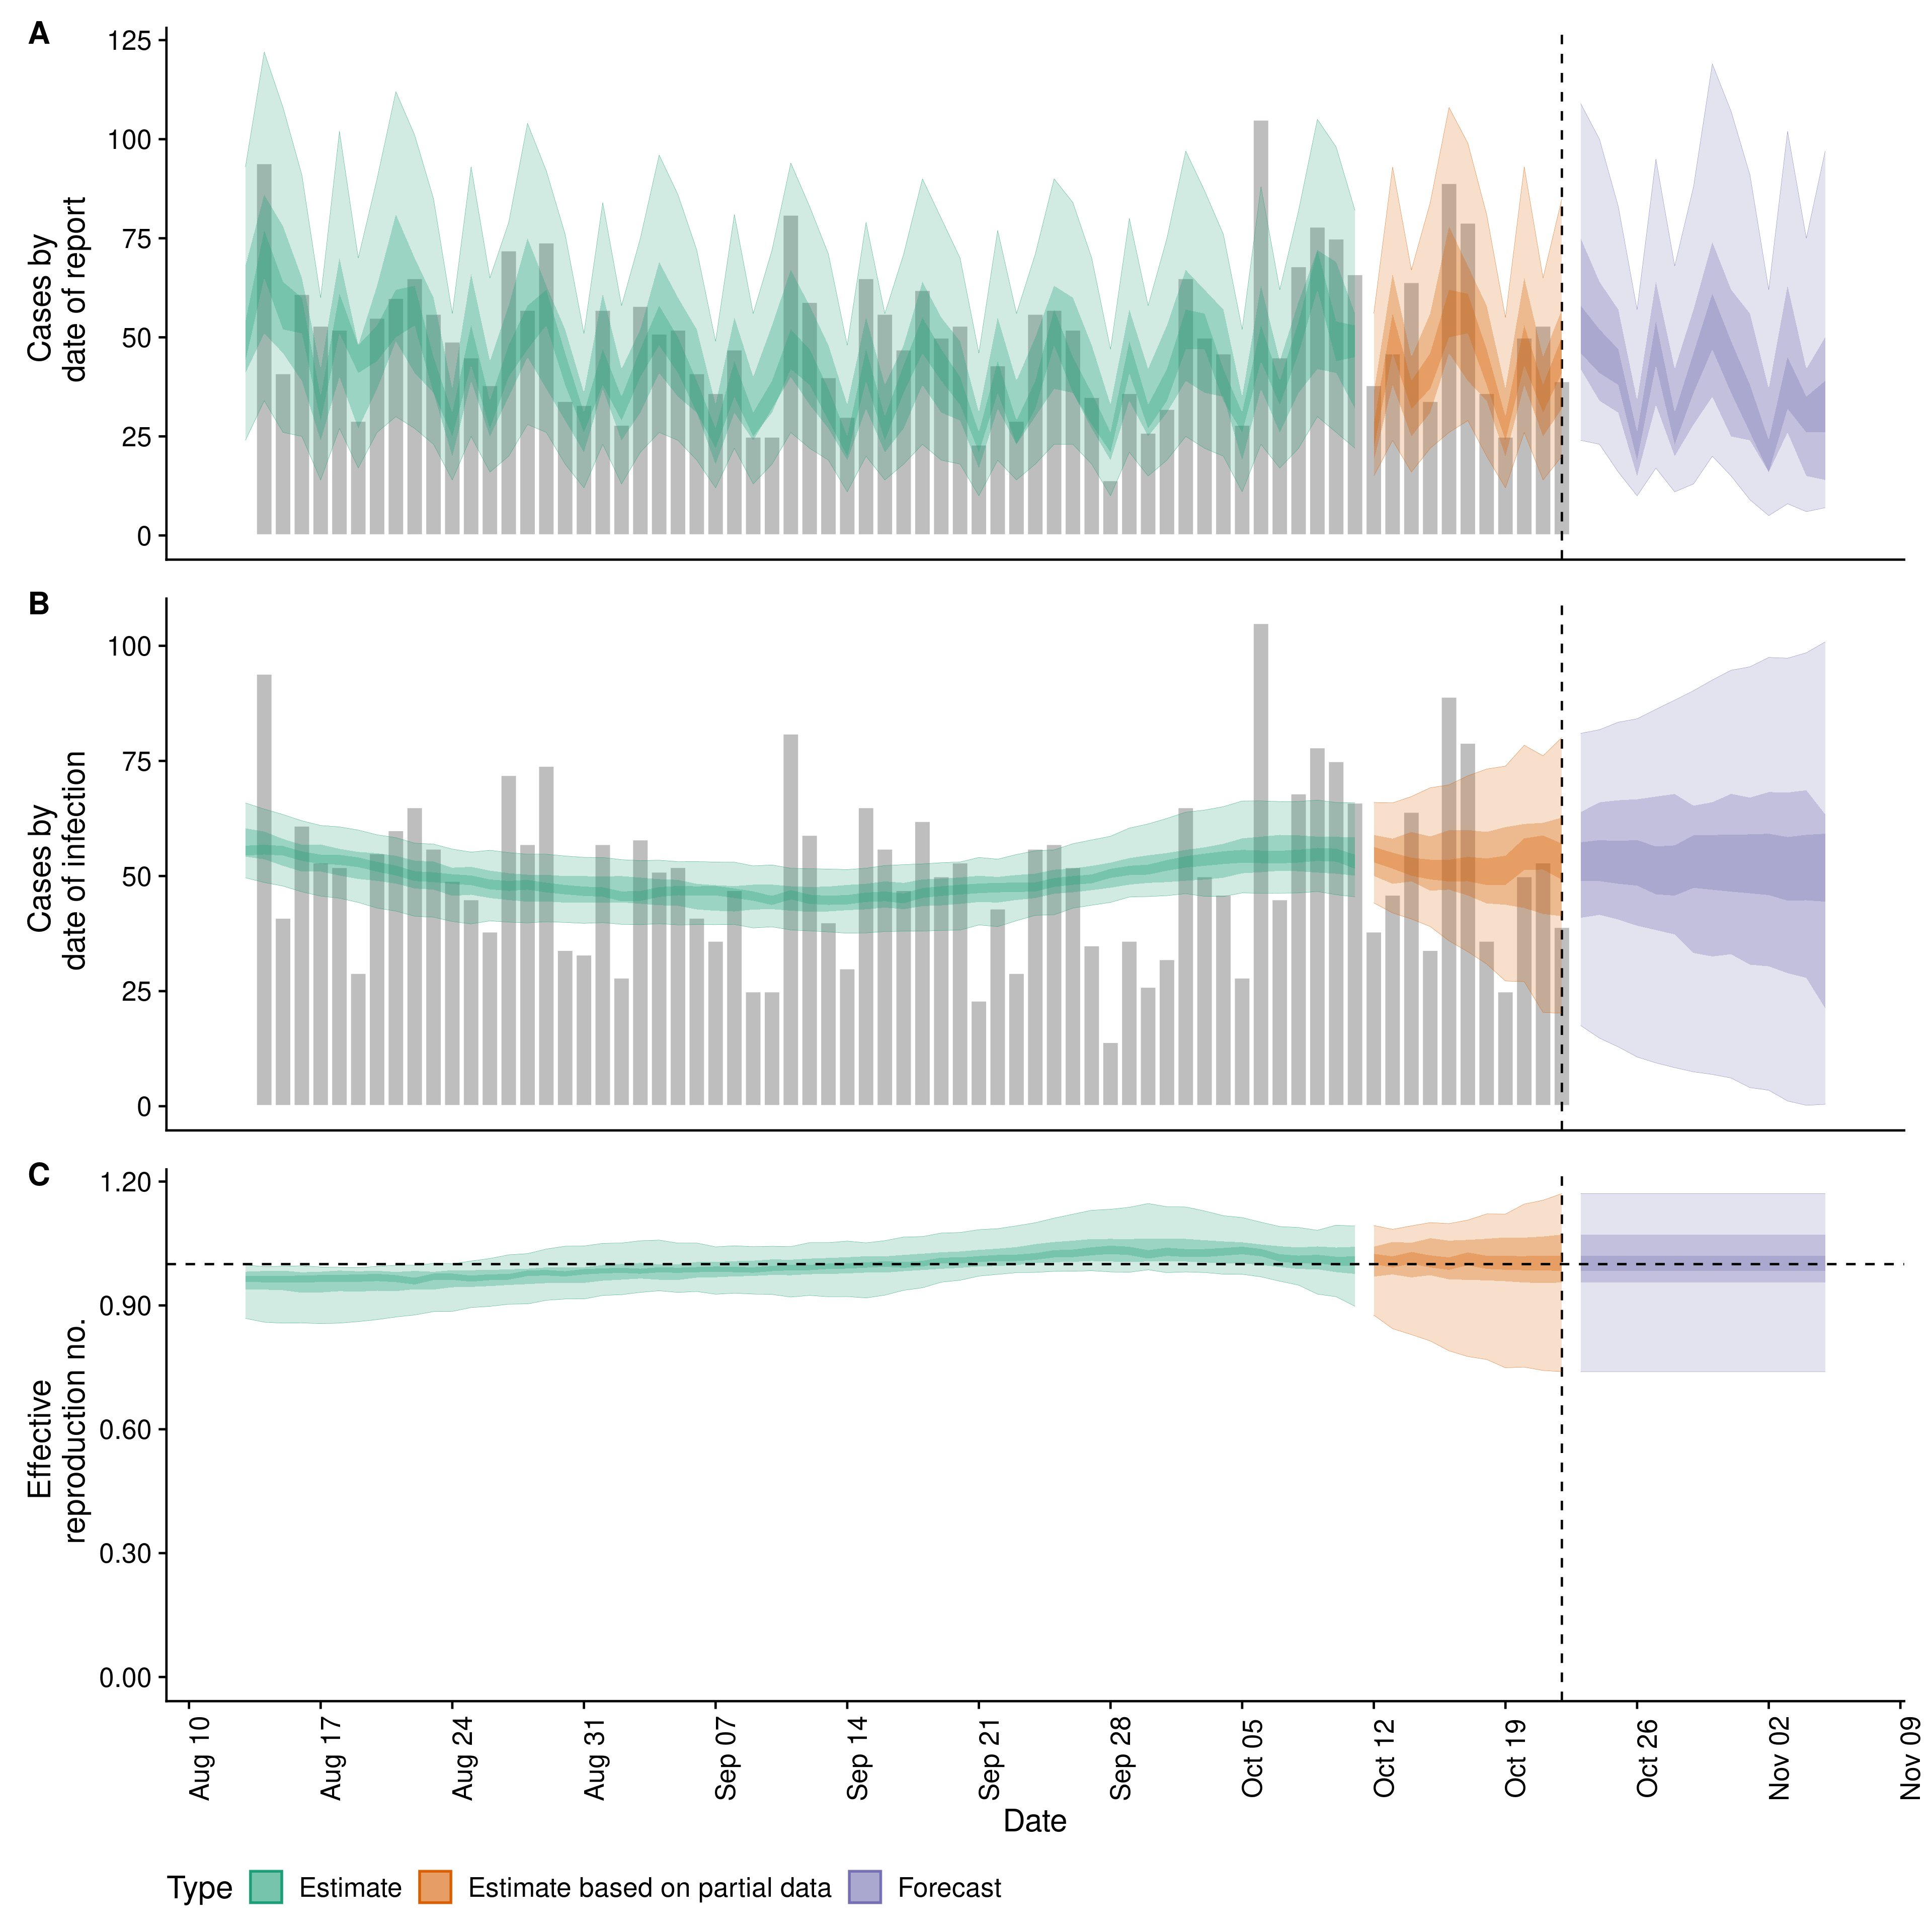 A
Cases by
date of report
125
100
75
50
25
0
B
Cases by
date of infection
100
75
50
25
0
C
Effective
reproduction no.
1.20
0.90
0.60
0.30
0.00
Aug 10
Aug 17
Aug 24
Aug 31
Sep 07
Sep 14
Sep 21
Sep 28
Oct 05
Oct 12
Oct 19
Oct 26
Nov 02
Nov 09
Date
Type Estimate Estimate based on partial data Forecast